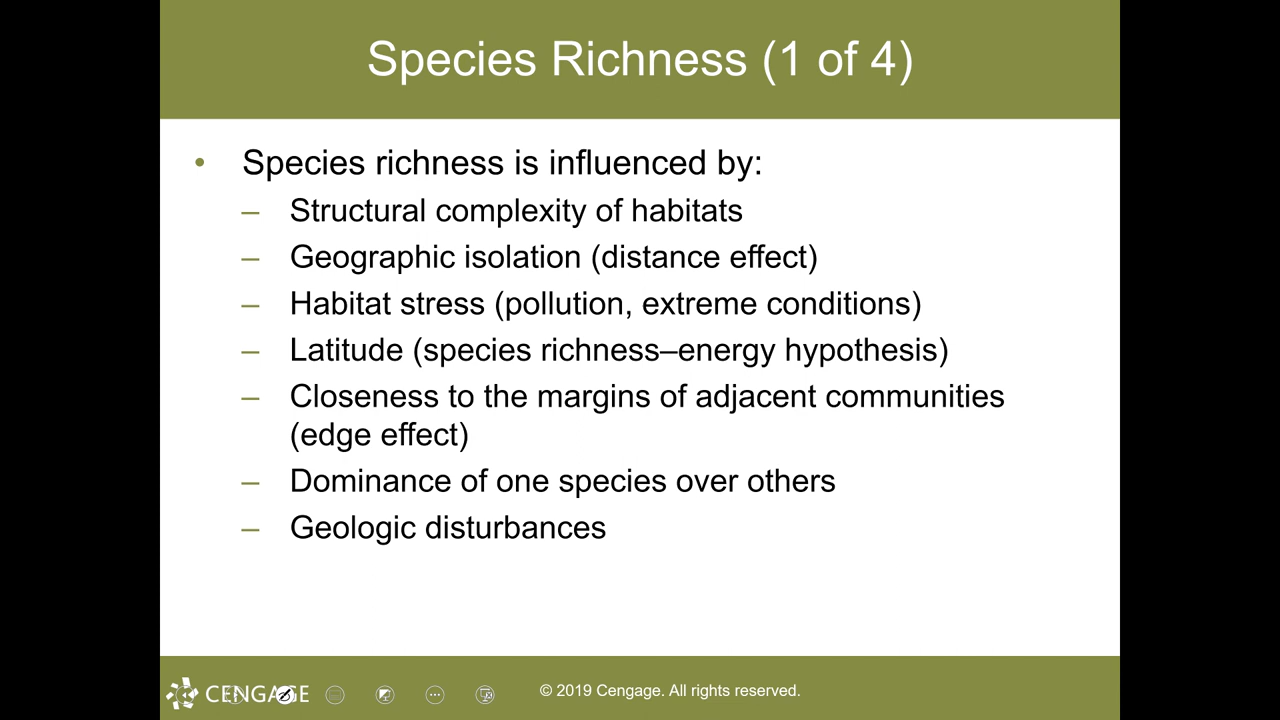 Species Richness (1 of 4)
• Species richness is influenced by:
– Structural complexity of habitats
– Geographic isolation (distance effect)
– Habitat stress (pollution, extreme conditions)
– Latitude (species richness–energy hypothesis)
– Closeness to the margins of adjacent communities
(edge effect)
– Dominance of one species over others
– Geologic disturbances
CENGAGE
© 2019 Cengage. All rights reserved.